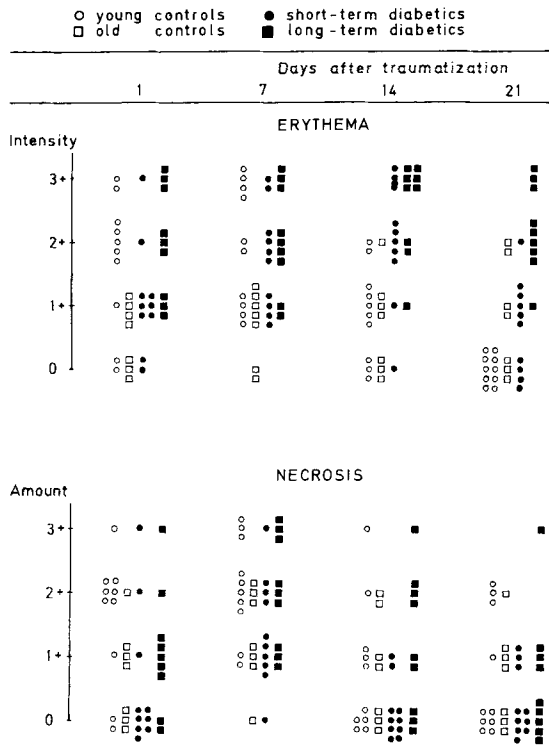 ○ young controls ● short-term diabetics
□ old controls ■ long-term diabetics
Days after traumatization
1 7 14 21
ERYTHEMA
Intensity
3+
2+
1+
0
NECROSIS
Amount
3+
2+
1+
0